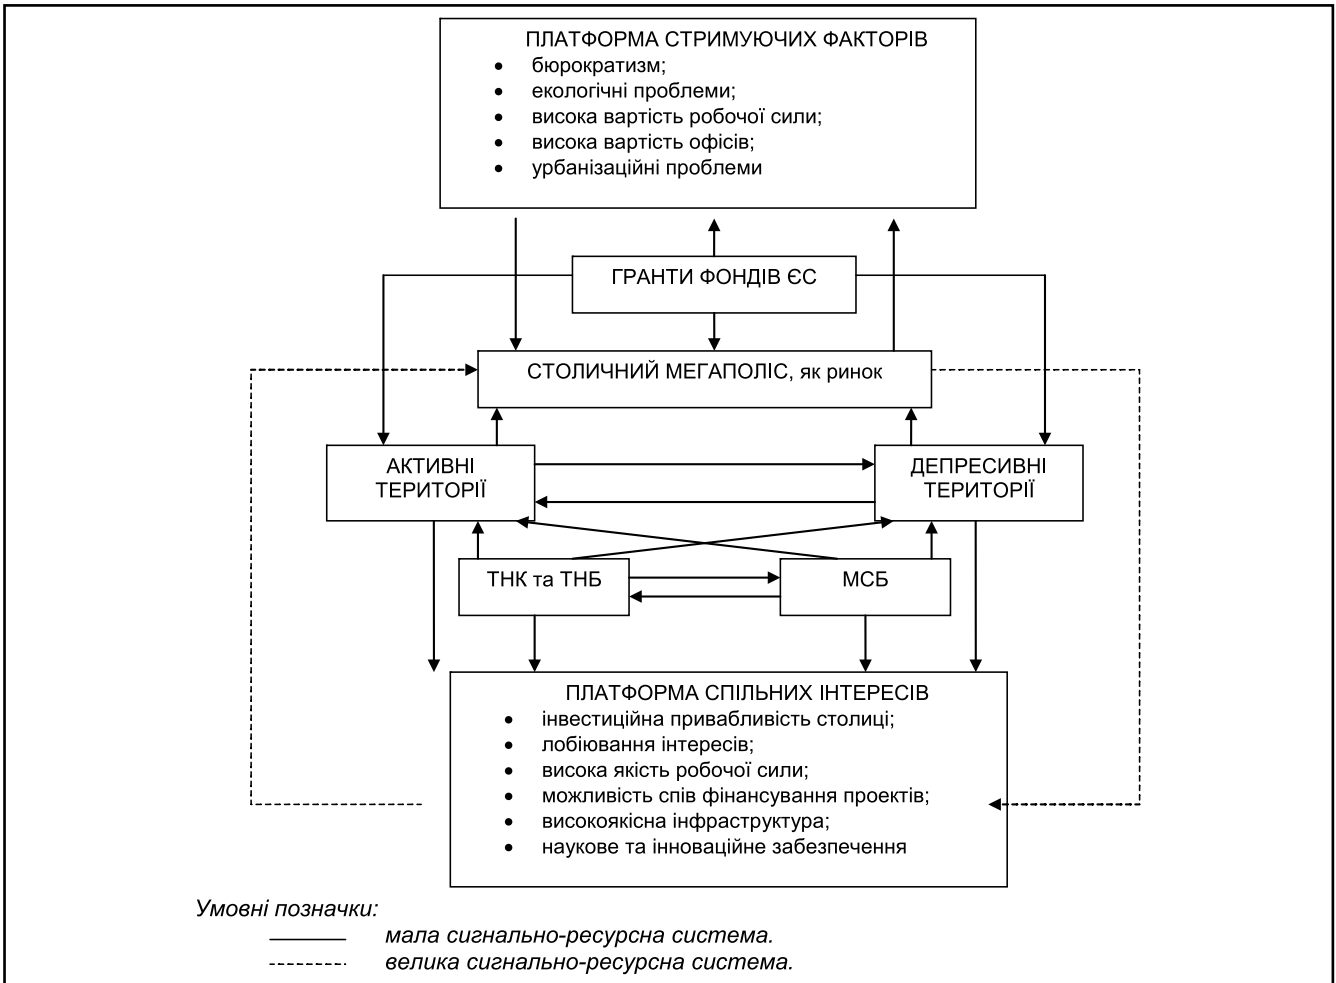 ПЛАТФОРМА СТРИМУЮЧИХ ФАКТОРІВ
• бюрократизм;
• екологічні проблеми;
• висока вартість робочої сили;
• висока вартість офісів;
• урбанізаційні проблеми
ГРАНТИ ФОНДІВ ЄС
СТОЛИЧНИЙ МЕГАПОЛІС, як ринок
АКТИВНІ
ТЕРИТОРІЇ
ДЕПРЕСИВНІ
ТЕРИТОРІЇ
ТНК та ТНБ
МСБ
ПЛАТФОРМА СПІЛЬНИХ ІНТЕРЕСІВ
• інвестиційна привабливість столиці;
• лобіювання інтересів;
• висока якість робочої сили;
• можливість спів фінансування проектів;
• високоякісна інфраструктура;
• наукове та інноваційне забезпечення
Умовні позначки:
мала сигнально-ресурсна система.
велика сигнально-ресурсна система.